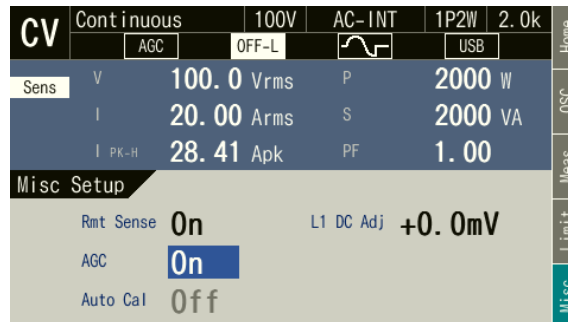 CV Continuous 100V AC-INT 1P2W 2.0k
AGC OFF-L USB
Sens
V 100.0 Vrms P 2000 W
I 20.00 Arms S 2000 VA
I PK-H 28.41 Apk PF 1.00
Misc Setup
Rmt Sense On L1 DC Adj +0.0mV
AGC On
Auto Cal Off
Home
OSC
Meas
Limit
Misc